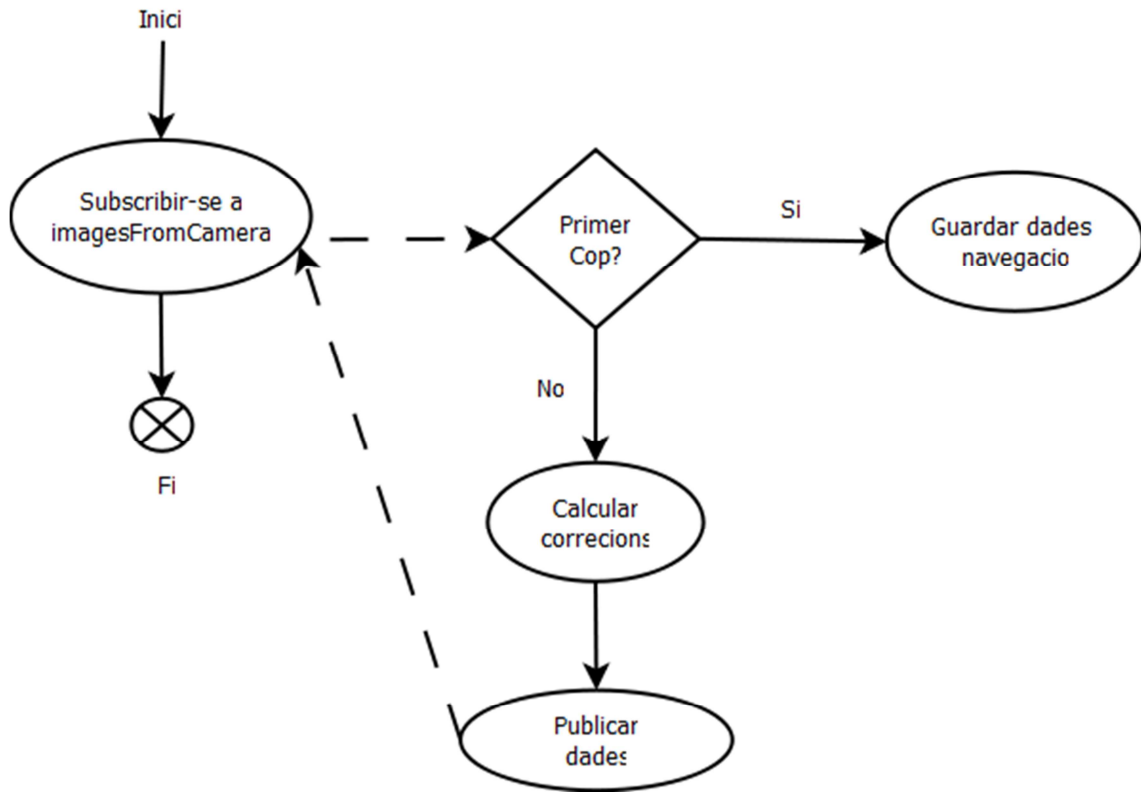 Inici
Subscribir-se a
imagesFromCamera
Primer
Cop?
Si
Guardar dades
navegacio
No
Fi
Calcular
correcions
Publicar
dades